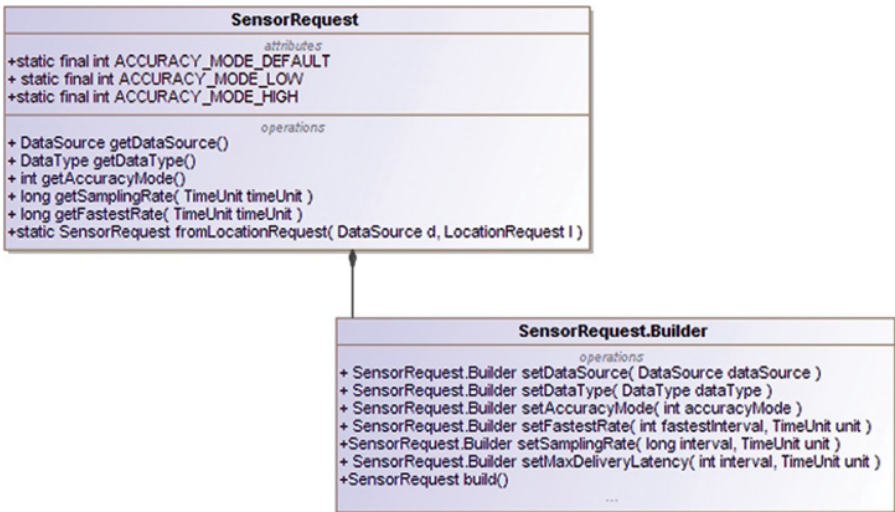 SensorRequest
attributes
+static final int ACCURACY_MODE_DEFAULT
+ static final int ACCURACY_MODE_LOW
+static final int ACCURACY_MODE_HIGH
operations
+ DataSource getDataSource()
+ DataType getDataType()
+ int getAccuracyMode()
+ long getSamplingRate( TimeUnit timeUnit )
+ long getFastestRate( TimeUnit timeUnit )
+static SensorRequest fromLocationRequest( DataSource d, LocationRequest l )
SensorRequest.Builder
operations
+ SensorRequest.Builder setDataSource( DataSource dataSource )
+ SensorRequest.Builder setDataType( DataType dataType )
+ SensorRequest.Builder setAccuracyMode( int accuracyMode )
+ SensorRequest.Builder setFastestRate( int fastestInterval, TimeUnit unit )
+SensorRequest.Builder setSamplingRate( long interval, TimeUnit unit )
+ SensorRequest.Builder setMaxDeliveryLatency( int interval, TimeUnit unit )
+SensorRequest build()
...